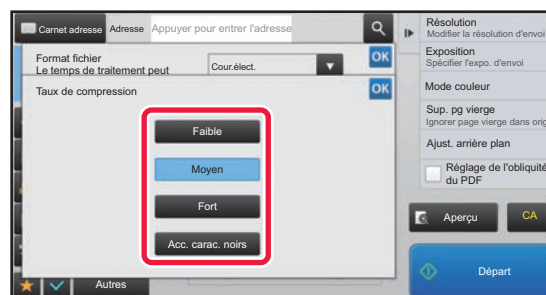 Carnet adresse
Adresse
Appuyer pour entrer l'adresse
Format fichier
Le temps de traitement peut
Cour.élect.
OK
Taux de compression
OK
Faible
Moyen
Fort
Acc. carac. noirs
Autres
Résolution
Modifier la résolution d'envoi
Exposition
Spécifier l'expo. d'envoi
Mode couleur
Sup. pg vierge
Ignorer page vierge dans orig
Ajust. arrière plan
Réglage de l'obliquité
du PDF
Aperçu
CA
Départ